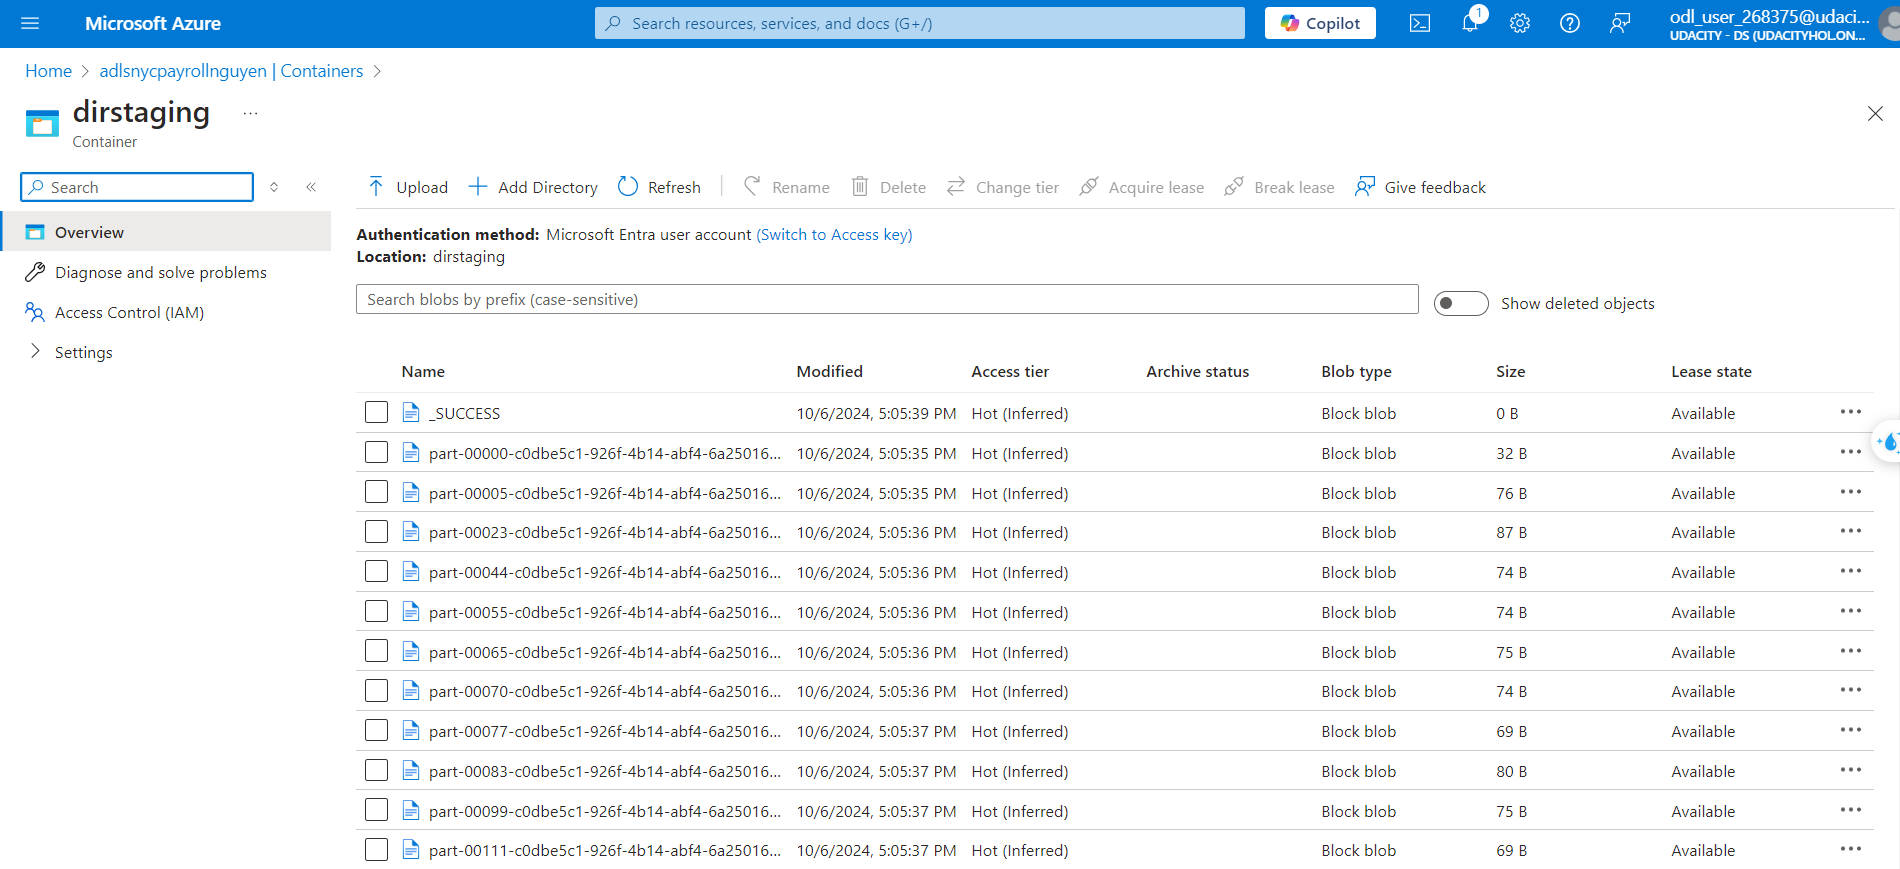 Microsoft Azure
Search resources, services, and docs (G+/)
Copilot
1
odl_user_268375@udaci...
UDACITY - DS (UDACITYHOL.ON...
Home > adlsnycpayrollnguyen | Containers >
dirstaging ...
Container
Search
Overview
Diagnose and solve problems
Access Control (IAM)
Settings
Upload Add Directory Refresh Rename Delete Change tier Acquire lease Break lease Give feedback
Authentication method: Microsoft Entra user account (Switch to Access key)
Location: dirstaging
Search blobs by prefix (case-sensitive)
Show deleted objects
Name Modified Access tier Archive status Blob type Size Lease state
_SUCCESS 10/6/2024, 5:05:39 PM Hot (Inferred) Block blob 0 B Available
part-00000-c0dbe5c1-926f-4b14-abf4-6a25016... 10/6/2024, 5:05:35 PM Hot (Inferred) Block blob 32 B Available
part-00005-c0dbe5c1-926f-4b14-abf4-6a25016... 10/6/2024, 5:05:35 PM Hot (Inferred) Block blob 76 B Available
part-00023-c0dbe5c1-926f-4b14-abf4-6a25016... 10/6/2024, 5:05:35 PM Hot (Inferred) Block blob 87 B Available
part-00044-c0dbe5c1-926f-4b14-abf4-6a25016... 10/6/2024, 5:05:36 PM Hot (Inferred) Block blob 74 B Available
part-00055-c0dbe5c1-926f-4b14-abf4-6a25016... 10/6/2024, 5:05:36 PM Hot (Inferred) Block blob 74 B Available
part-00065-c0dbe5c1-926f-4b14-abf4-6a25016... 10/6/2024, 5:05:36 PM Hot (Inferred) Block blob 75 B Available
part-00070-c0dbe5c1-926f-4b14-abf4-6a25016... 10/6/2024, 5:05:36 PM Hot (Inferred) Block blob 74 B Available
part-00077-c0dbe5c1-926f-4b14-abf4-6a25016... 10/6/2024, 5:05:37 PM Hot (Inferred) Block blob 69 B Available
part-00083-c0dbe5c1-926f-4b14-abf4-6a25016... 10/6/2024, 5:05:37 PM Hot (Inferred) Block blob 80 B Available
part-00099-c0dbe5c1-926f-4b14-abf4-6a25016... 10/6/2024, 5:05:37 PM Hot (Inferred) Block blob 75 B Available
part-00111-c0dbe5c1-926f-4b14-abf4-6a25016... 10/6/2024, 5:05:37 PM Hot (Inferred) Block blob 69 B Available